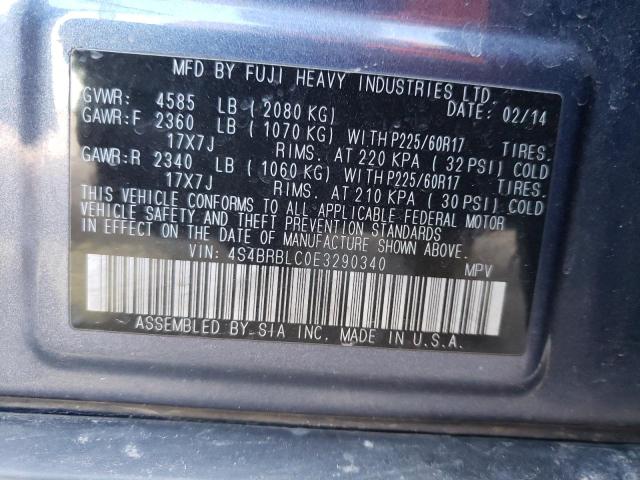 MFD BY FUJI HEAVY INDUSTRIES LTD
GVWR: 4585 LB ( 2080 KG) DATE: 02/14
GAWR:F 2360 LB ( 1070 KG) WITHP225/60R17 TIRES.
17X7J RIMS. AT 220 KPA ( 32 PSI) COLD
GAWR:R 2340 LB ( 1060 KG) WITHP225/60R17 TIRES.
17X7J RIMS. AT 210 KPA ( 30 PSI) COLD
THIS VEHICLE CONFORMS TO ALL APPLICABLE FEDERAL MOTOR
VEHICLE SAFETY AND THEFT PREVENTION STANDARDS
IN EFFECT ON THE DATE OF MANUFACTURE SHOWN ABOVE.
VIN: 4S4BRBLC0E3290340 MPV
ASSEMBLED BY SIA INC. MADE IN U.S.A.